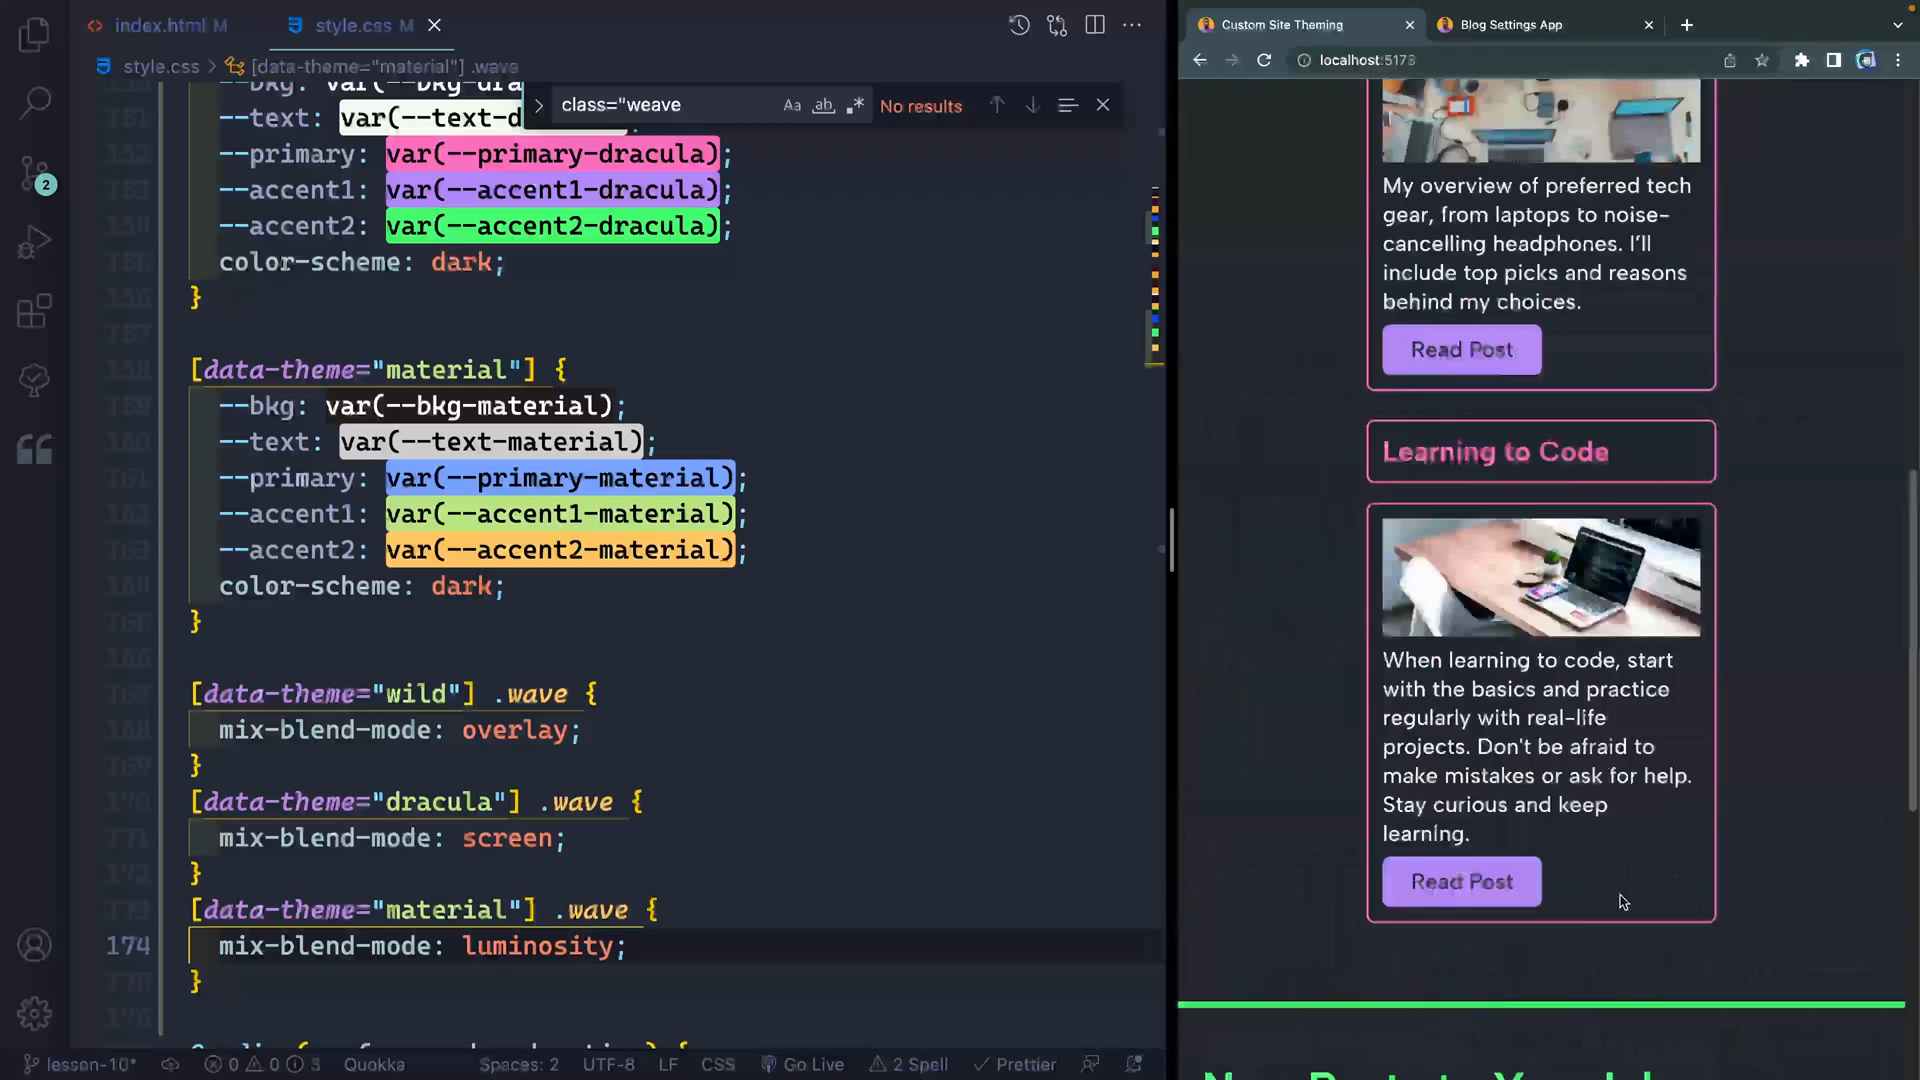 index.html M
style.css M
style.css > [data-theme="material"] .wave
class="weave
Aa ab .* No results
--text: var(--text-d
--primary: var(--primary-dracula);
--accent1: var(--accent1-dracula);
--accent2: var(--accent2-dracula);
color-scheme: dark;
}
[data-theme="material"] {
--bkg: var(--bkg-material);
--text: var(--text-material);
--primary: var(--primary-material);
--accent1: var(--accent1-material);
--accent2: var(--accent2-material);
color-scheme: dark;
}
[data-theme="wild"] .wave {
mix-blend-mode: overlay;
}
[data-theme="dracula"] .wave {
mix-blend-mode: screen;
}
[data-theme="material"] .wave {
174 mix-blend-mode: luminosity;
}
2
lesson-10* 0 0 3 Quokka Spaces: 2 UTF-8 LF CSS Go Live 2 Spell Prettier
Custom Site Theming
Blog Settings App
localhost:5173
My overview of preferred tech
gear, from laptops to noise-
cancelling headphones. I'll
include top picks and reasons
behind my choices.
Read Post
Learning to Code
When learning to code, start
with the basics and practice
regularly with real-life
projects. Don't be afraid to
make mistakes or ask for help.
Stay curious and keep
learning.
Read Post